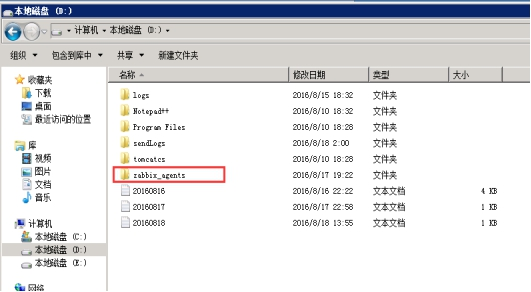 本地磁盘 (D:)
计算机 ▸ 本地磁盘 (D:) ▸
组织 包含到库中 共享 新建文件夹
收藏夹
下载
桌面
最近访问的位置
库
视频
图片
文档
音乐
计算机
本地磁盘 (C:)
本地磁盘 (D:)
本地磁盘 (E:)
网络
名称 修改日期 类型 大小
logs 2016/8/15 18:32 文件夹
Notepad++ 2016/8/10 18:32 文件夹
Program Files 2016/8/10 18:28 文件夹
sendLogs 2016/8/18 2:00 文件夹
tomcatcs 2016/8/10 18:28 文件夹
zabbix_agents 2016/8/17 19:22 文件夹
20160816 2016/8/16 22:22 文本文档 4 KB
20160817 2016/8/17 22:58 文本文档 1 KB
20160818 2016/8/18 13:55 文本文档 1 KB